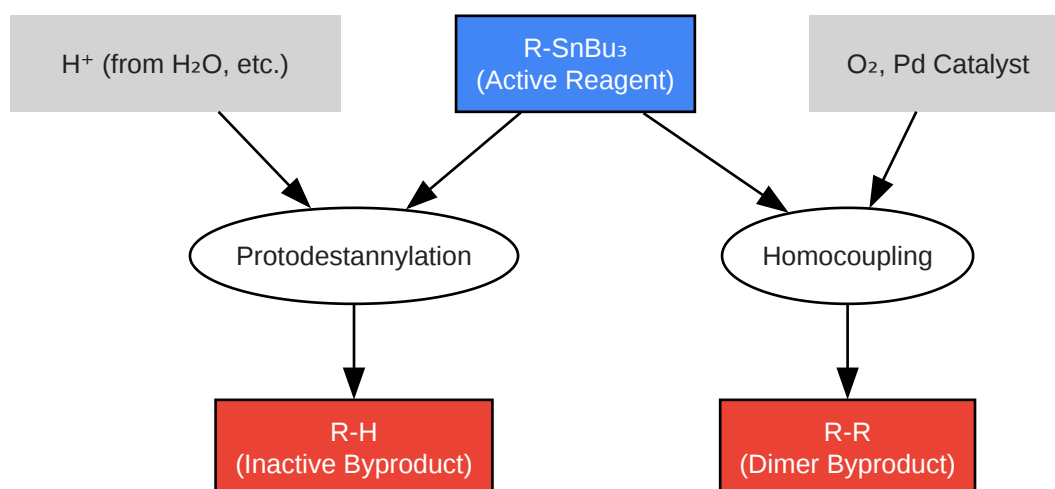 H⁺ (from H₂O, etc.)
R-SnBu₃
(Active Reagent)
O₂, Pd Catalyst
Protodestannylation
Homocoupling
R-H
(Inactive Byproduct)
R-R
(Dimer Byproduct)